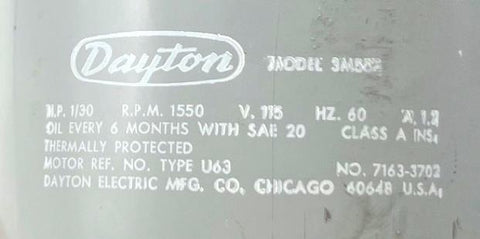 Dayton MODEL
H.P. 1/30 R.P.M. 1550 V. 115 HZ. 60 A.
OIL EVERY 6 MONTHS WITH SAE 20 CLASS A INS.
THERMALLY PROTECTED
MOTOR REF. NO. TYPE U63 NO. 7163-3702
DAYTON ELECTRIC MFG. CO, CHICAGO 60648 U.S.A.